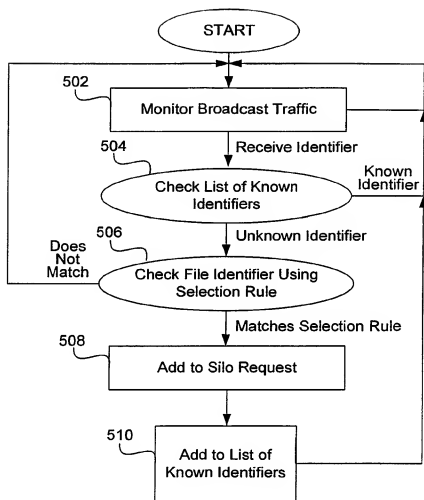 START
502
Monitor Broadcast Traffic
Receive Identifier
504
Check List of Known
Identifiers
Known
Identifier
Unknown Identifier
506
Does
Not
Match
Check File Identifier Using
Selection Rule
Matches Selection Rule
508
Add to Silo Request
510
Add to List of
Known Identifiers